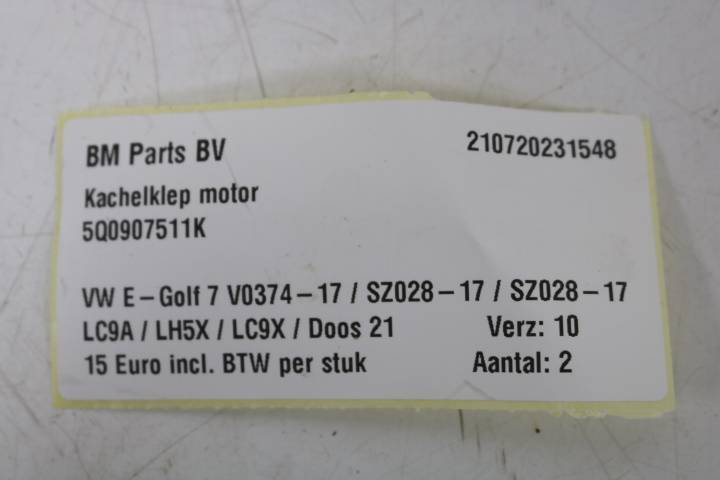 BM Parts BV 210720231548
Kachelklep motor
5Q0907511K
VW E-Golf 7 V0374-17 / SZ028-17 / SZ028-17
LC9A / LH5X / LC9X / Doos 21 Verz: 10
15 Euro incl. BTW per stuk Aantal: 2